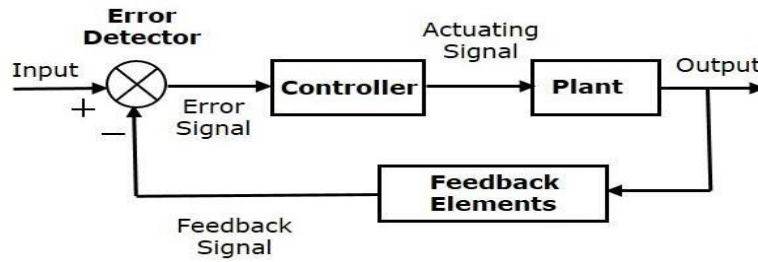 Error
Detector
Input
+
−
Error
Signal
Controller
Actuating
Signal
Plant
Output
Feedback
Elements
Feedback
Signal